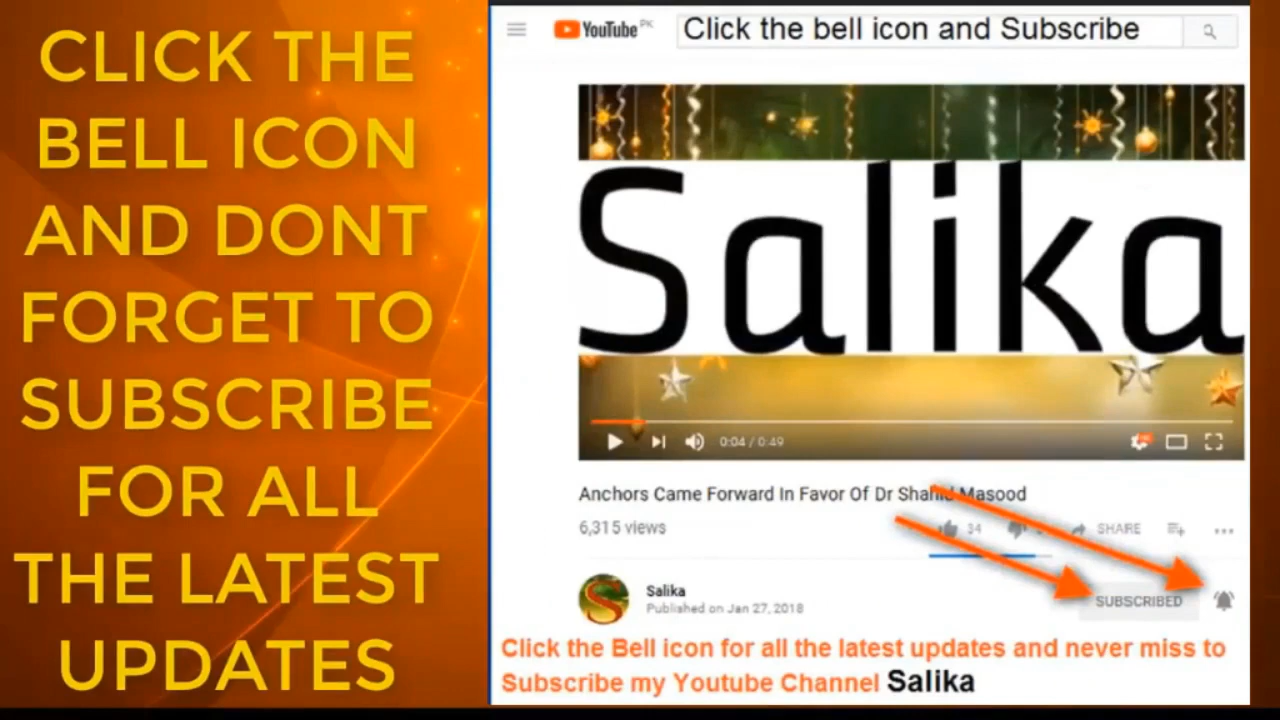 CLICK THE
BELL ICON
AND DONT
FORGET TO
SUBSCRIBE
FOR ALL
THE LATEST
UPDATES
YouTube PK
Click the bell icon and Subscribe
Salika
0:04 / 0:49
Anchors Came Forward In Favor Of Dr Shahid Masood
6,315 views
34
SHARE
S
Salika
Published on Jan 27, 2018
SUBSCRIBED
Click the Bell icon for all the latest updates and never miss to
Subscribe my Youtube Channel Salika